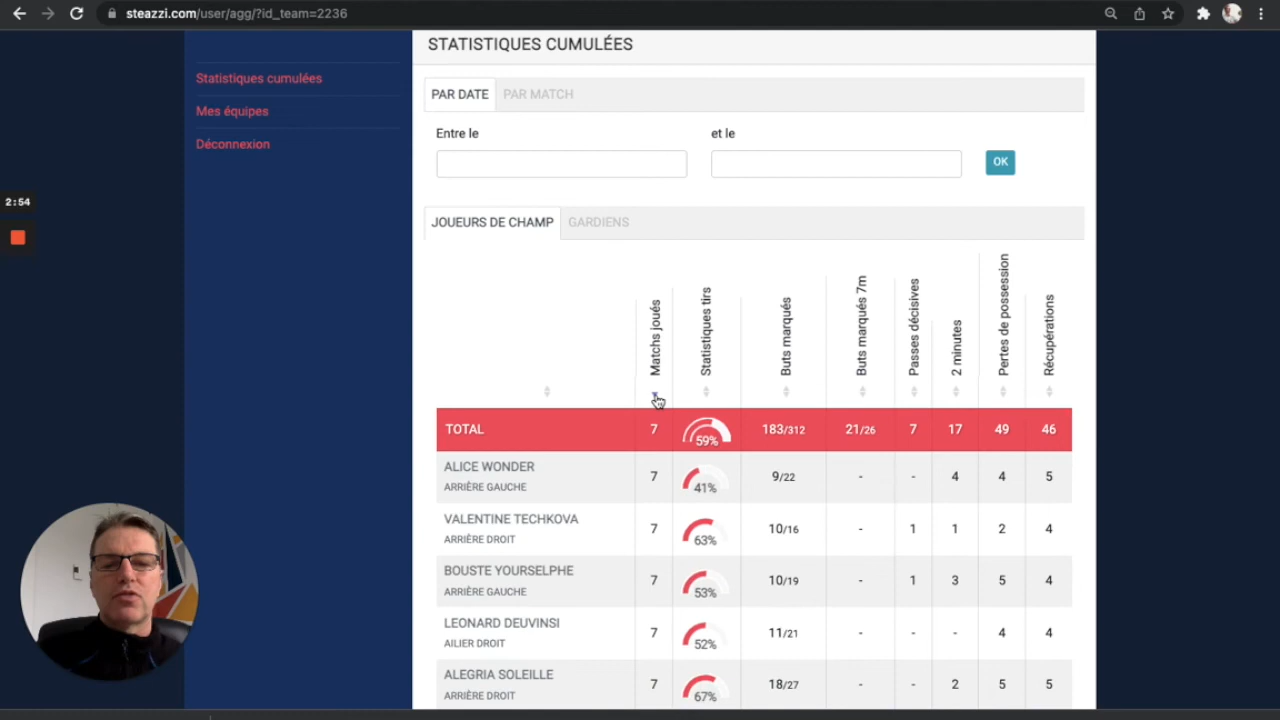 steazzi.com/user/agg/?id_team=2236
STATISTIQUES CUMULÉES
Statistiques cumulées
Mes équipes
Déconnexion
PAR DATE PAR MATCH
Entre le et le
OK
2:54
JOUEURS DE CHAMP GARDIENS
Matchs joués Statistiques tirs Buts marqués Buts marqués 7m Passes décisives 2 minutes Pertes de possession Récupérations
TOTAL 7 59% 183/312 21/26 7 17 49 46
ALICE WONDER 7 41% 9/22 - - 4 4 5
ARRIÈRE GAUCHE
VALENTINE TECHKOVA 7 63% 10/16 - 1 1 2 4
ARRIÈRE DROIT
BOUSTE YOURSELPHE 7 53% 10/19 - 1 3 5 4
ARRIÈRE GAUCHE
LEONARD DEUVINSI 7 52% 11/21 - - - 4 4
AILIER DROIT
ALEGRIA SOLEILLE 7 67% 18/27 - - 2 5 5
ARRIÈRE DROIT